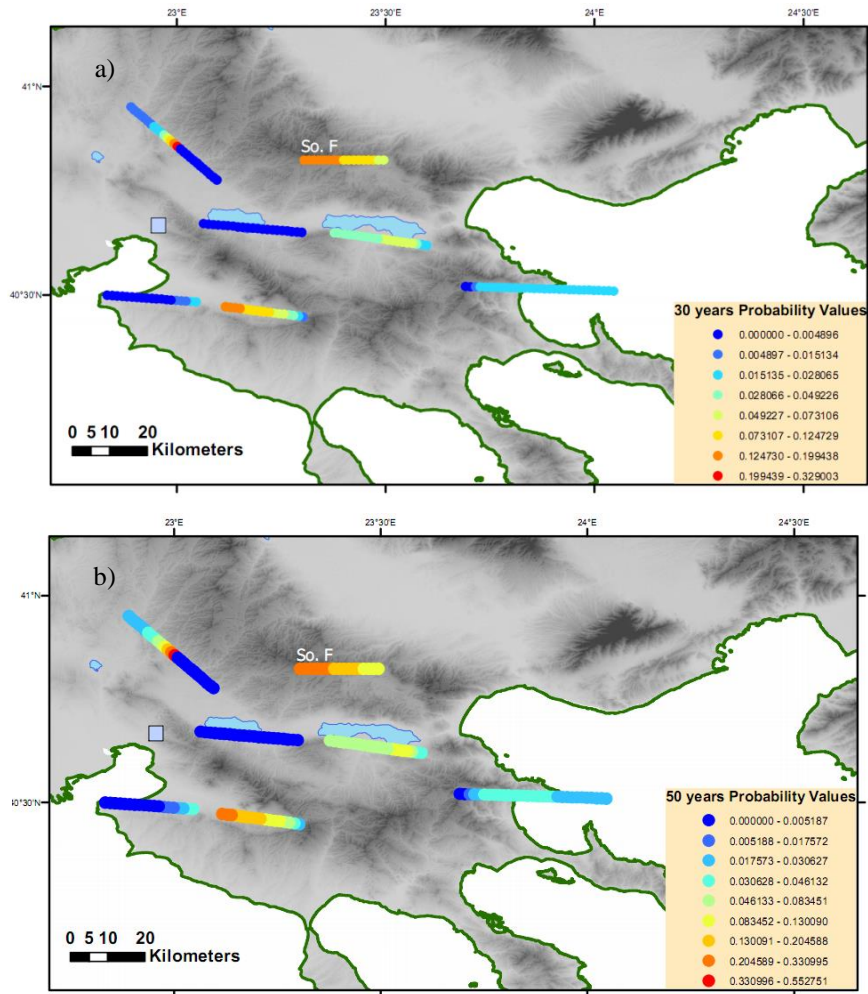 23°E 23°30'E 24°E 24°30'E
a)
41°N
So. F
40°30'N
30 years Probability Values
0.000000 - 0.004896
0.004897 - 0.015134
0.015135 - 0.028065
0.028066 - 0.049226
0.049227 - 0.073106
0.073107 - 0.124729
0.124730 - 0.199438
0.199439 - 0.329003
0 5 10 20
Kilometers
b)
41°N
So. F
30°30'N
50 years Probability Values
0.000000 - 0.005187
0.005188 - 0.017572
0.017573 - 0.030627
0.030628 - 0.046132
0.046133 - 0.083451
0.083452 - 0.130090
0.130091 - 0.204588
0.204589 - 0.330995
0.330996 - 0.552751
0 5 10 20
Kilometers
23°E 23°30'E 24°E 24°30'E